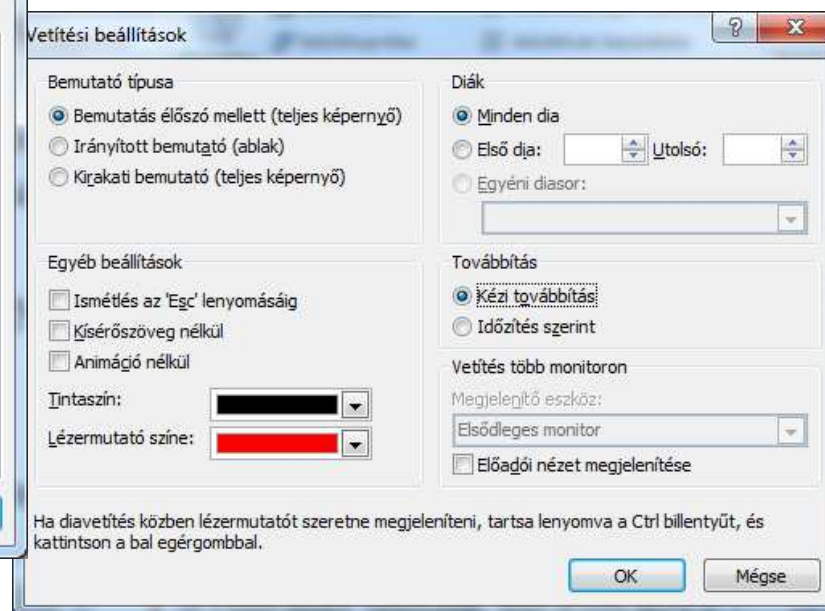 Vetítési beállítások
Bemutató típusa
Bemutatás élőszó mellett (teljes képernyő)
Irányított bemutató (ablak)
Kirakati bemutató (teljes képernyő)
Diák
Minden dia
Első dia: Utolsó:
Egyéni diasor:
Egyéb beállítások
Ismétlés az 'Esc' lenyomásáig
Kísérőszöveg nélkül
Animáció nélkül
Tintaszín:
Lézermutató színe:
Továbbítás
Kézi továbbítás
Időzítés szerint
Vetítés több monitoron
Megjelenítő eszköz:
Elsődleges monitor
Előadói nézet megjelenítése
Ha diavetítés közben lézermutatót szeretne megjeleníteni, tartsa lenyomva a Ctrl billentyűt, és
kattintson a bal egérgombbal.
OK Mégse